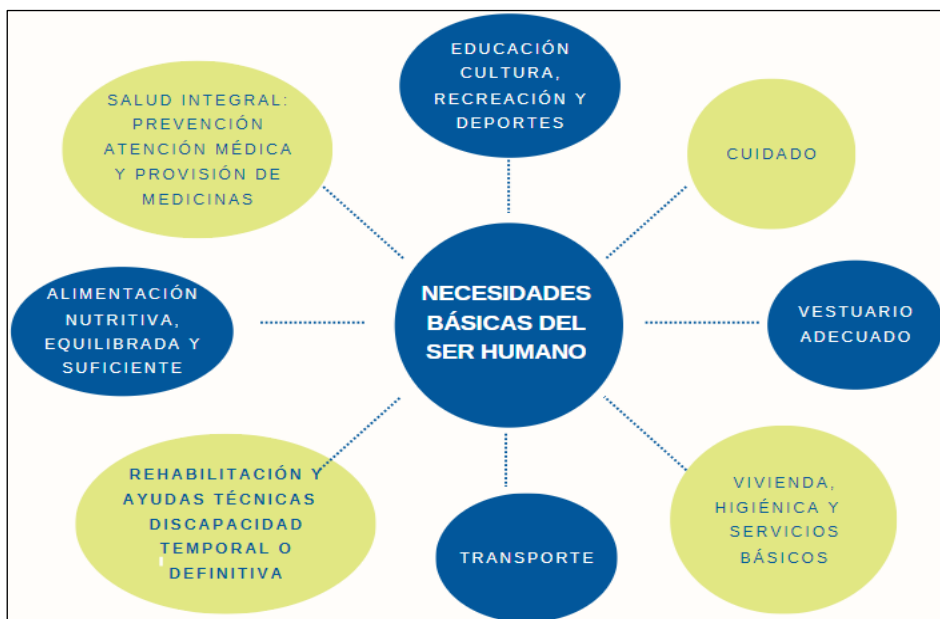 EDUCACIÓN
CULTURA,
RECREACIÓN Y
DEPORTES
SALUD INTEGRAL:
PREVENCIÓN
ATENCIÓN MÉDICA
Y PROVISIÓN DE
MEDICINAS
CUIDADO
ALIMENTACIÓN
NUTRITIVA,
EQUILIBRADA Y
SUFICIENTE
NECESIDADES
BÁSICAS DEL
SER HUMANO
VESTUARIO
ADECUADO
REHABILITACIÓN Y
AYUDAS TÉCNICAS
DISCAPACIDAD
TEMPORAL O
DEFINITIVA
TRANSPORTE
VIVIENDA,
HIGIÉNICA Y
SERVICIOS
BÁSICOS